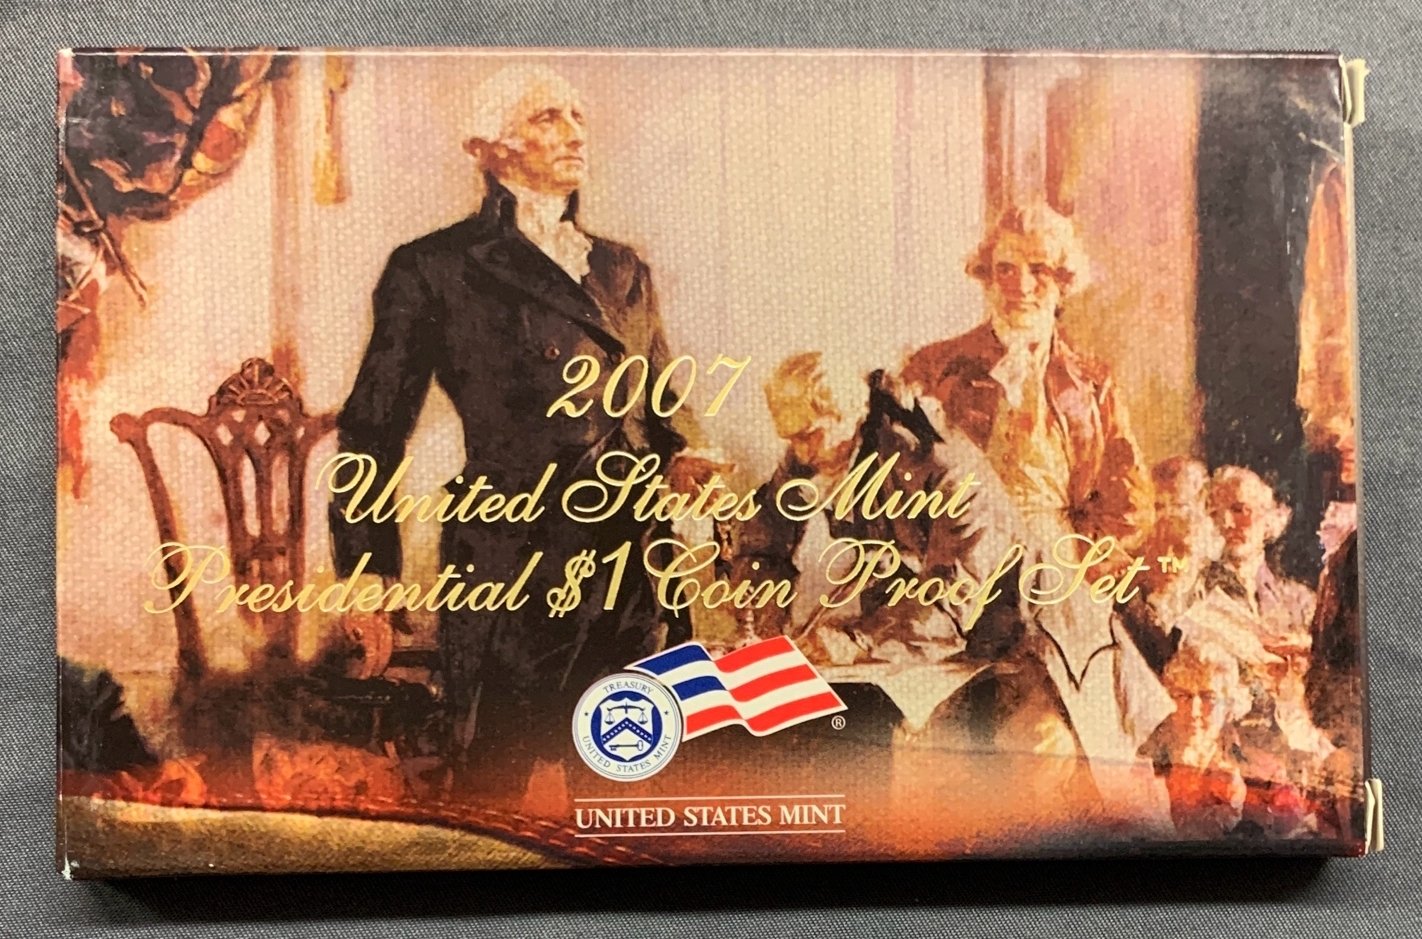 2007
United States Mint
Presidential $1 Coin Proof Set™
TREASURY
UNITED STATES MINT
®
UNITED STATES MINT